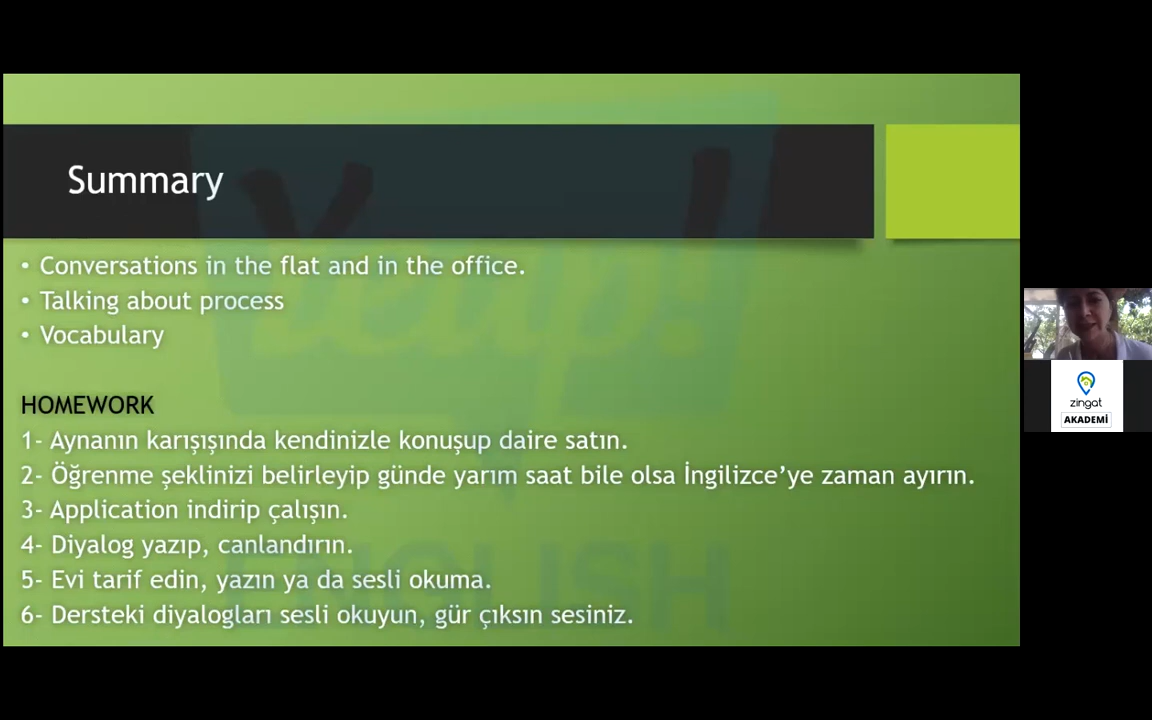 Summary
• Conversations in the flat and in the office.
• Talking about process
• Vocabulary
HOMEWORK
1- Aynanın karışışında kendinizle konuşup daire satın.
2- Öğrenme şeklinizi belirleyip günde yarım saat bile olsa İngilizce’ye zaman ayırın.
3- Application indirip çalışın.
4- Diyalog yazıp, canlandırın.
5- Evi tarif edin, yazın ya da sesli okuma.
6- Dersteki diyalogları sesli okuyun, gür çıksın sesiniz.
Yeup!
ENGLISH
zingat
AKADEMİ